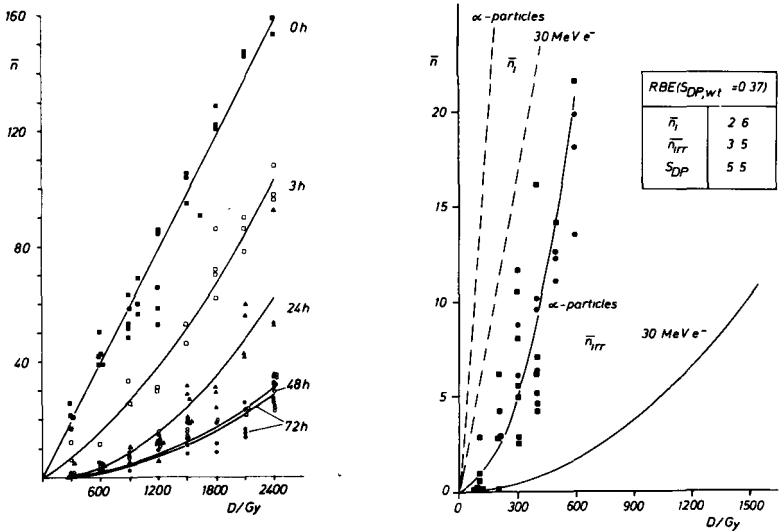 160
n̄
120
80
40
0h
3h
24h
48h
72h
600
1200
1800
2400
D/Gy
n̄
20
15
10
5
0
α-particles
n̄ᵢ
30 MeV e⁻
α-particles
n̄ᵢᵣᵣ
30 MeV e⁻
0
300
600
900
1200
1500
D/Gy
RBE(S_DP,wt = 0 37)
n̄ᵢ 2 6
n̄ᵢᵣᵣ 3 5
S_DP 5 5